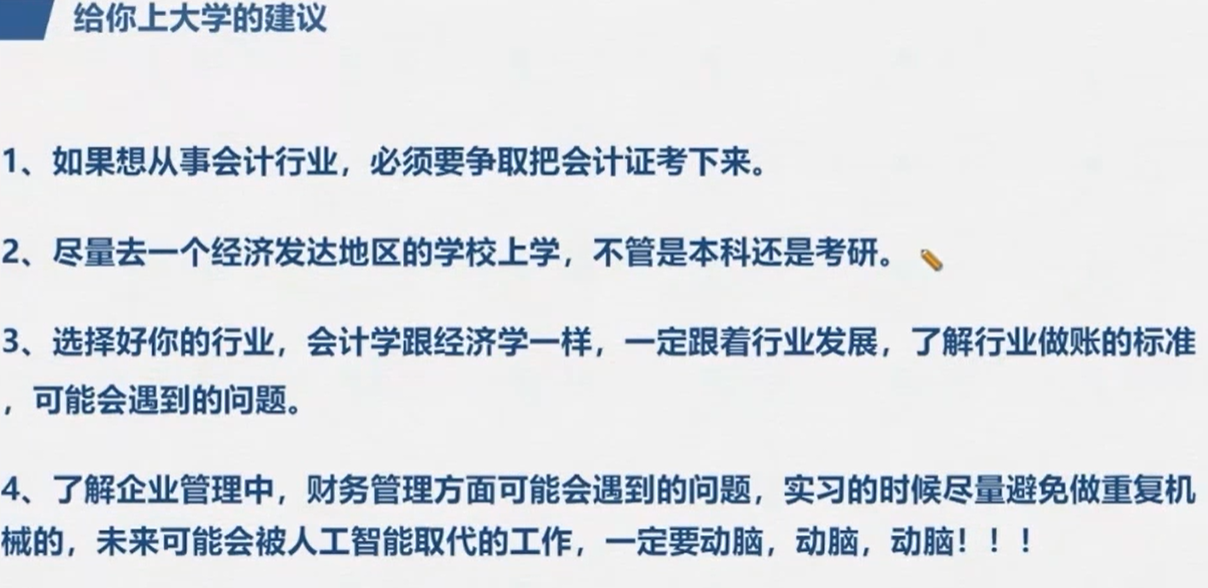 给你上大学的建议
1、如果想从事会计行业，必须要争取把会计证考下来。
2、尽量去一个经济发达地区的学校上学，不管是本科还是考研。
3、选择好你的行业，会计学跟经济学一样，一定跟着行业发展，了解行业做账的标准
，可能会遇到的问题。
4、了解企业管理中，财务管理方面可能会遇到的问题，实习的时候尽量避免做重复机
械的，未来可能会被人工智能取代的工作，一定要动脑，动脑，动脑！！！